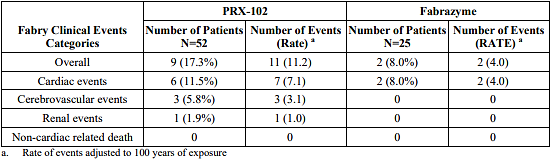 Fabry Clinical Events Categories PRX-102 Fabrazyme
Number of Patients N=52 Number of Events (Rate) a Number of Patients N=25 Number of Events (RATE) a
Overall 9 (17.3%) 11 (11.2) 2 (8.0%) 2 (4.0)
Cardiac events 6 (11.5%) 7 (7.1) 2 (8.0%) 2 (4.0)
Cerebrovascular events 3 (5.8%) 3 (3.1) 0 0
Renal events 1 (1.9%) 1 (1.0) 0 0
Non-cardiac related death 0 0 0 0
a. Rate of events adjusted to 100 years of exposure